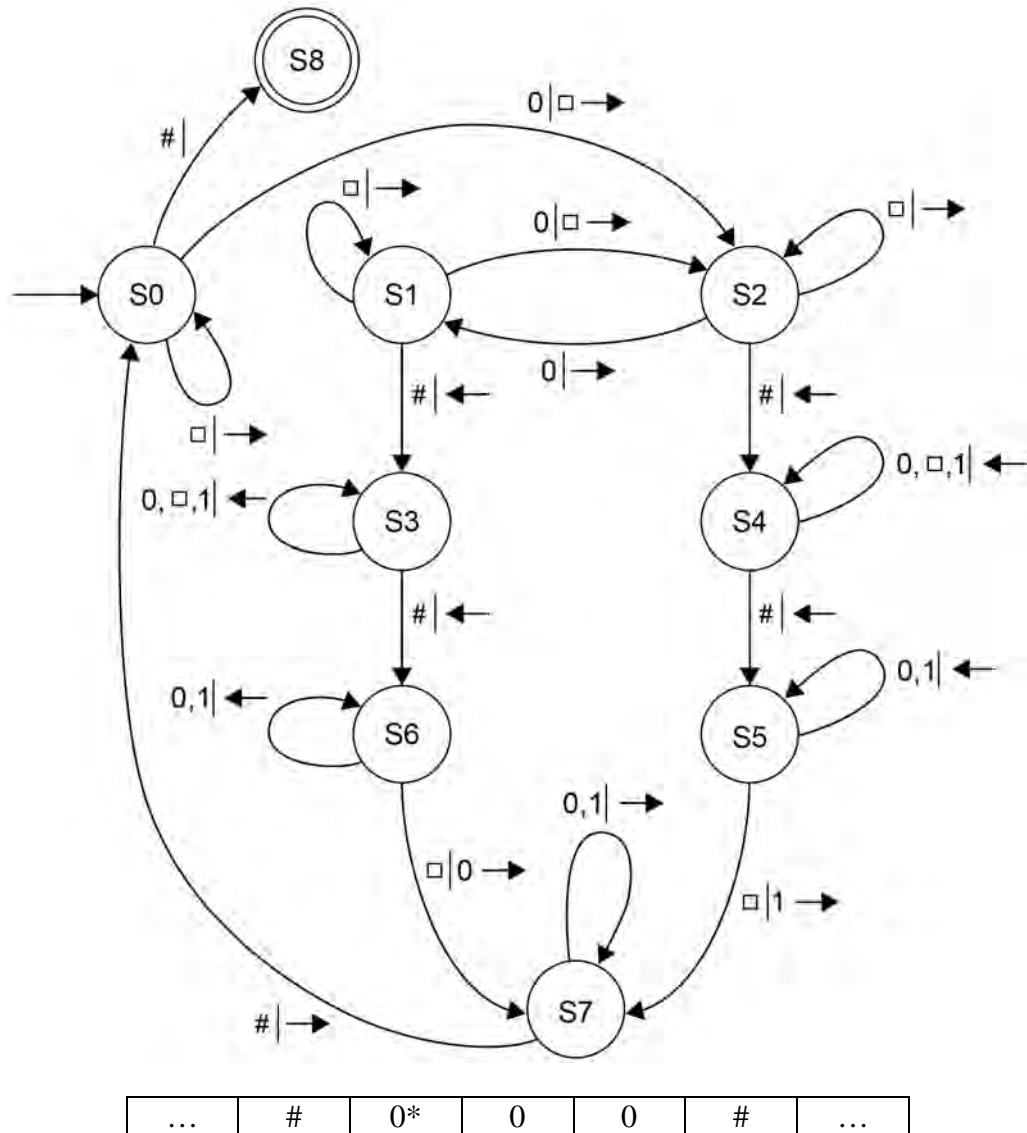 S8
0|□→
#|
□|→
0|□→
□|→
S0
S1
S2
0|→
#|←
#|←
□|→
0,□,1|←
0,□,1|←
S3
S4
#|←
#|←
0,1|←
0,1|←
S6
S5
0,1|→
□|0→
□|1→
S7
#|→
… # 0* 0 0 # …